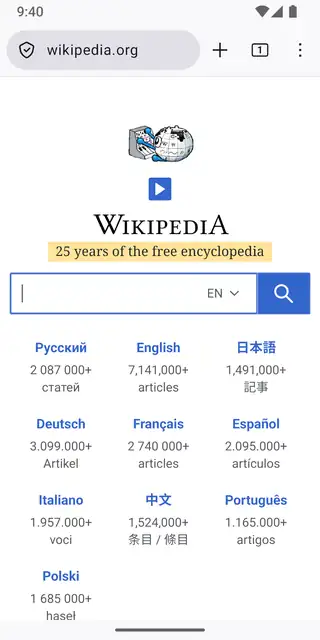 9:40
wikipedia.org
1
WIKIPEDIA
25 years of the free encyclopedia
EN
Русский
2 087 000+
статей
English
7,141,000+
articles
日本語
1,491,000+
記事
Deutsch
3.099.000+
Artikel
Français
2 740 000+
articles
Español
2.095.000+
artículos
Italiano
1.957.000+
voci
中文
1,524,000+
条目 / 條目
Português
1.165.000+
artigos
Polski
1 685 000+
haseł